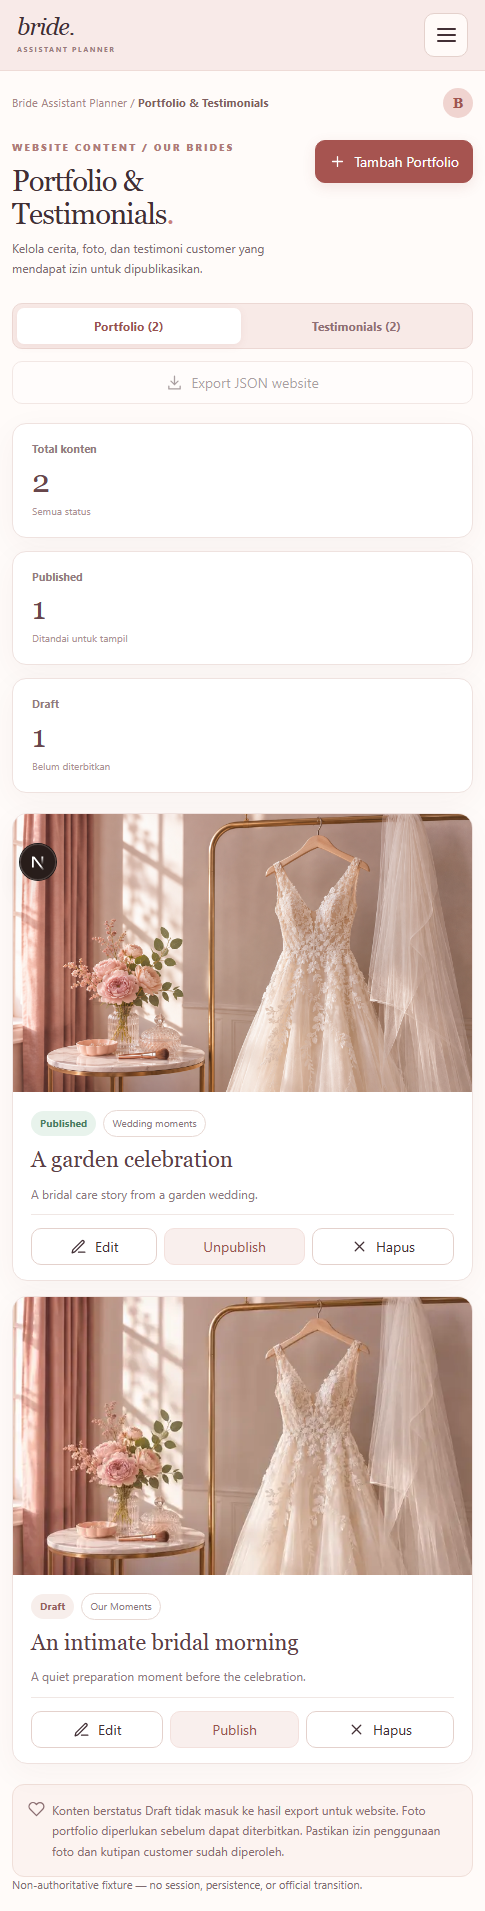 bride.
ASSISTANT PLANNER
Bride Assistant Planner / Portfolio & Testimonials
B
WEBSITE CONTENT / OUR BRIDES
Portfolio &
Testimonials.
Tambah Portfolio
Kelola cerita, foto, dan testimoni customer yang
mendapat izin untuk dipublikasikan.
Portfolio (2)
Testimonials (2)
Export JSON website
Total konten
2
Semua status
Published
1
Ditandai untuk tampil
Draft
1
Belum diterbitkan
N
Published
Wedding moments
A garden celebration
A bridal care story from a garden wedding.
Edit
Unpublish
Hapus
Draft
Our Moments
An intimate bridal morning
A quiet preparation moment before the celebration.
Edit
Publish
Hapus
Konten berstatus Draft tidak masuk ke hasil export untuk website. Foto
portfolio diperlukan sebelum dapat diterbitkan. Pastikan izin penggunaan
foto dan kutipan customer sudah diperoleh.
Non-authoritative fixture — no session, persistence, or official transition.